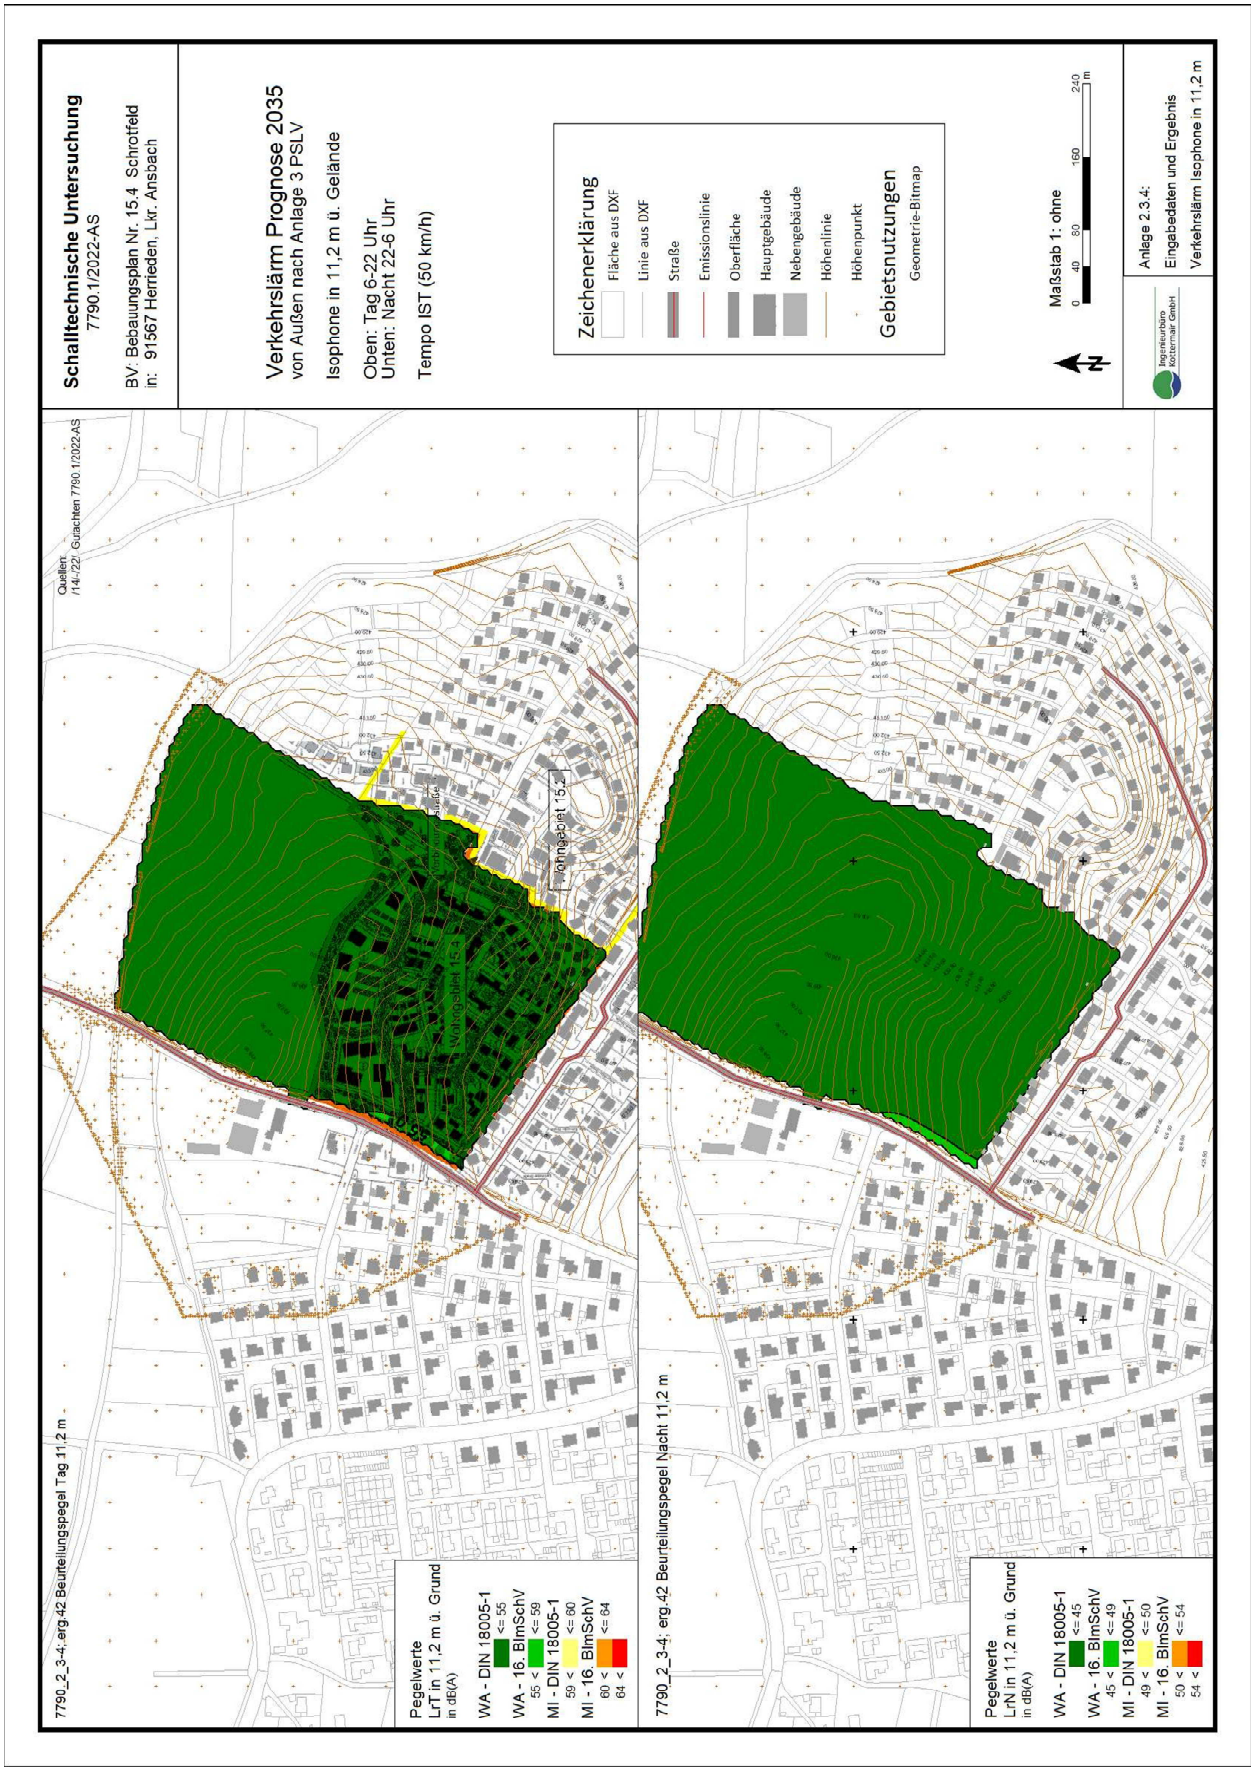 Schalltechnische Untersuchung
7790.1/2022-AS
BV: Bebauungsplan Nr. 15.4 Schrotfeld
in: 91567 Herrieden, Lkr. Ansbach
Verkehrslärm Prognose 2035
von Außen nach Anlage 3 PSLV
Isophone in 11,2 m ü. Gelände
Oben: Tag 6-22 Uhr
Unten: Nacht 22-6 Uhr
Tempo IST (50 km/h)
Zeichenerklärung
Fläche aus DXF
Linie aus DXF
Straße
Emissionslinie
Oberfläche
Hauptgebäude
Nebengebäude
Höhenlinie
Höhenpunkt
Gebietsnutzungen
Geometrie-Bitmap
N
Maßstab 1: ohne
0 40 80 160 240
m
Ingenieurbüro
Kottermair GmbH
Anlage 2.3.4:
Eingabedaten und Ergebnis
Verkehrslärm Isophone in 11,2 m
7790_2_3-4; erg.42 Beurteilungspegel Tag 11,2 m
Quellen:
/14/-/22/ Gutachten 7790.1/2022-AS
Wohngebiet 15.4
Wohngebiet 15.2
Pegelwerte
LrT in 11,2 m ü. Grund
in dB(A)
WA - DIN 18005-1
<= 55
WA - 16. BImSchV
55 < <= 59
MI - DIN 18005-1
59 < <= 60
MI - 16. BImSchV
60 < <= 64
64 <
7790_2_3-4; erg.42 Beurteilungspegel Nacht 11,2 m
Pegelwerte
LrN in 11,2 m ü. Grund
in dB(A)
WA - DIN 18005-1
<= 45
WA - 16. BImSchV
45 < <= 49
MI - DIN 18005-1
49 < <= 50
MI - 16. BImSchV
50 < <= 54
54 <